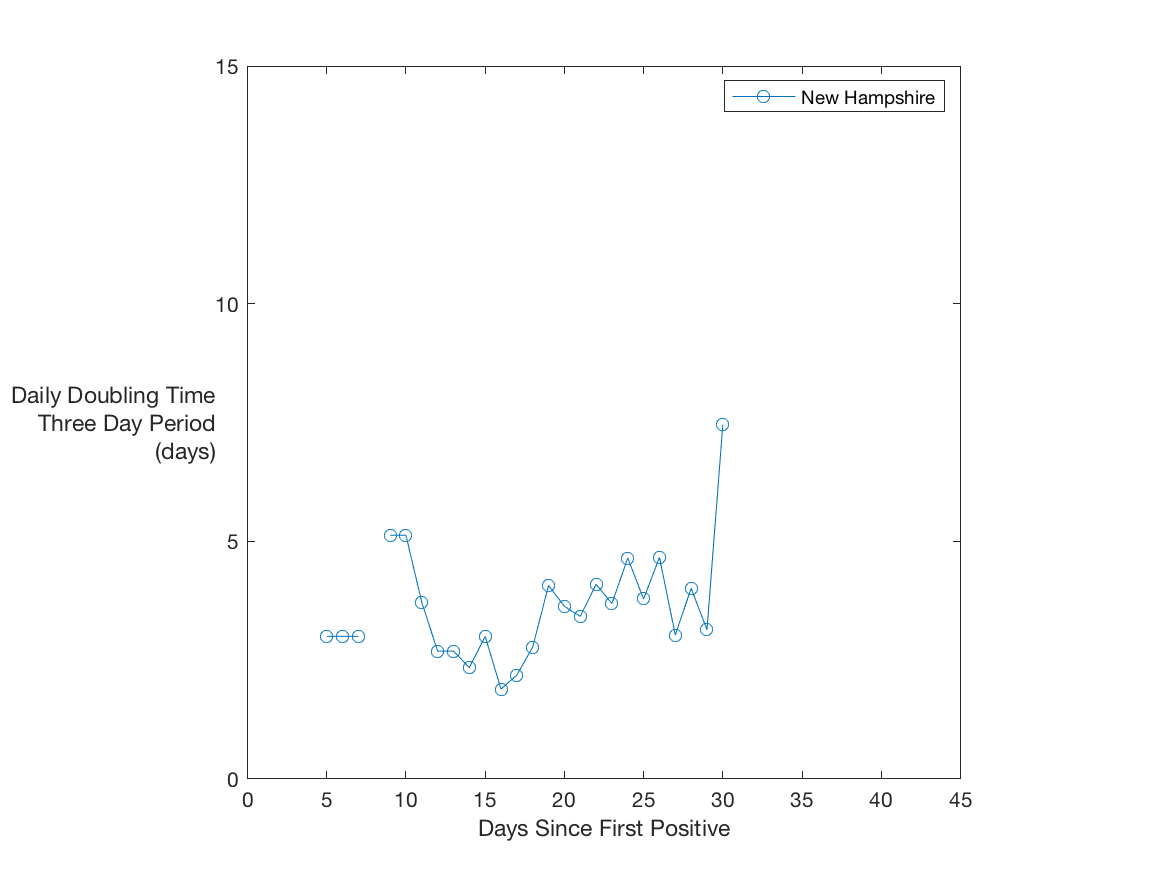 15
New Hampshire
10
Daily Doubling Time
Three Day Period
(days)
5
0
0 5 10 15 20 25 30 35 40 45
Days Since First Positive